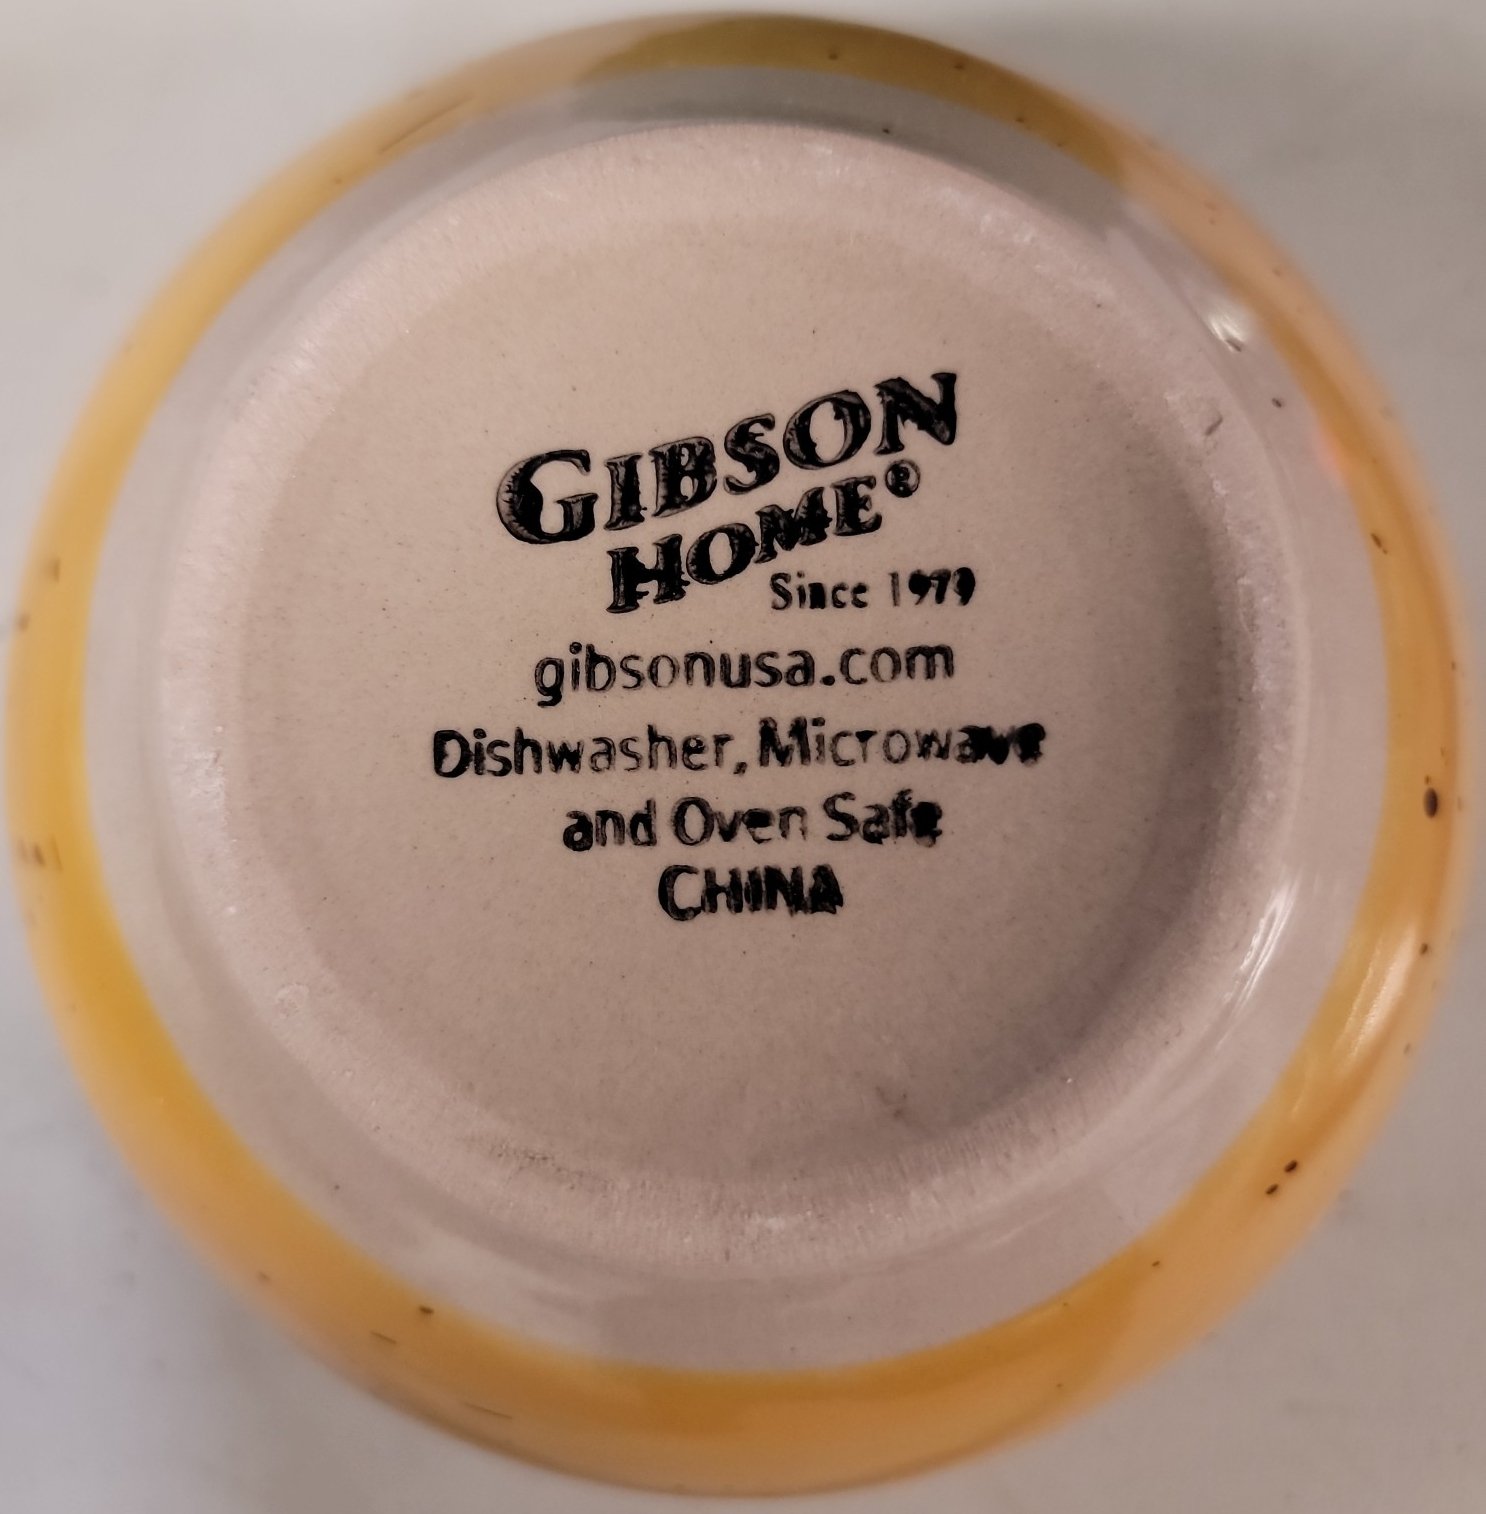 GIBSON
HOME®
Since 1979
gibsonusa.com
Dishwasher, Microwave
and Oven Safe
CHINA